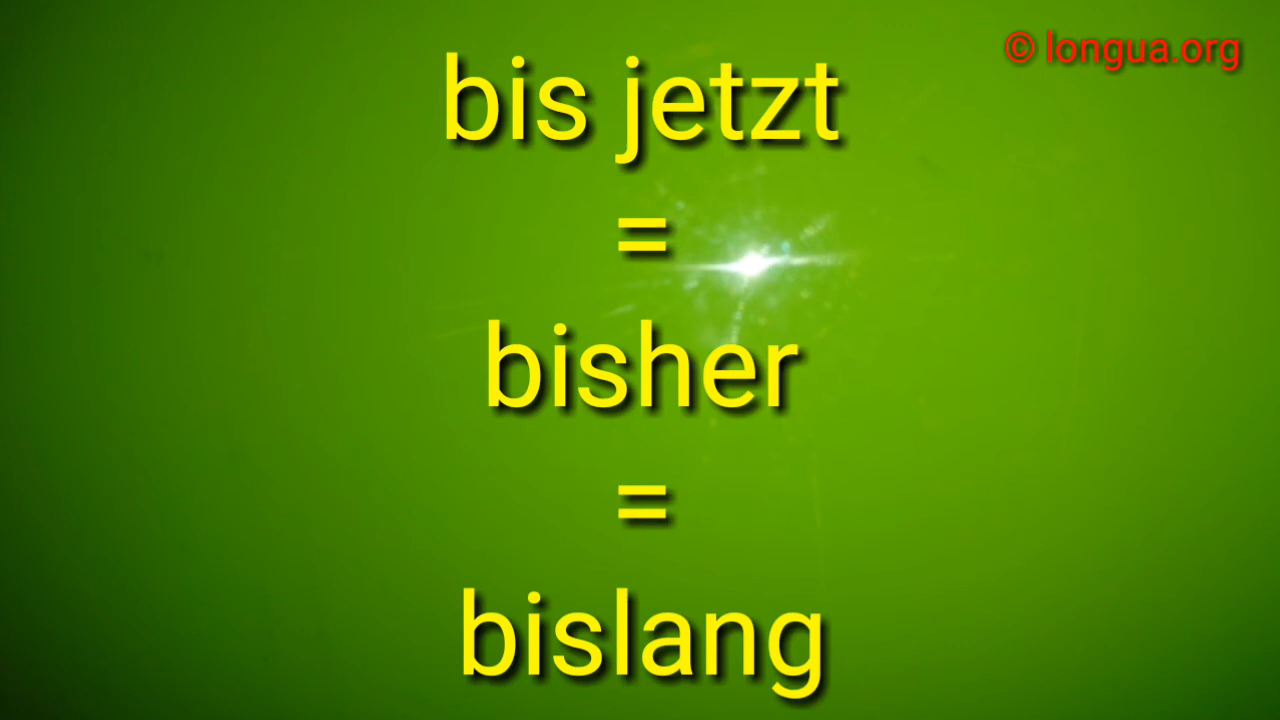 © longua.org
bis jetzt
=
bisher
=
bislang